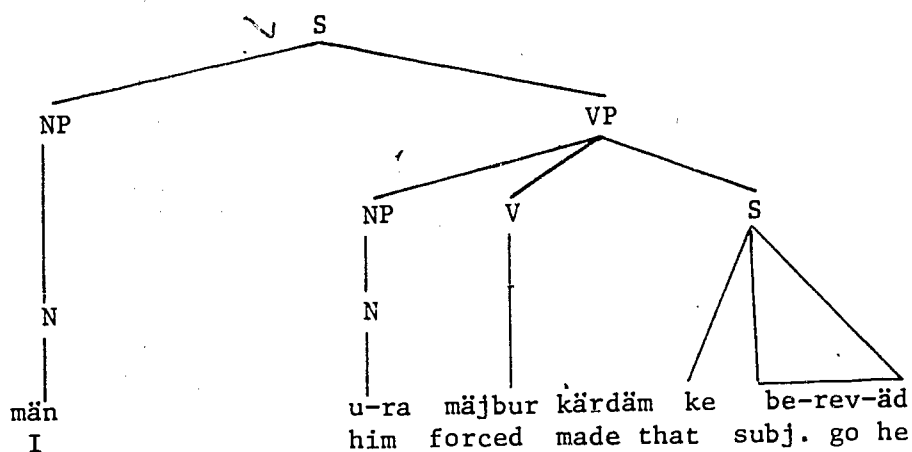 S
NP VP
NP V S
N N
män u-ra mäjbur kärdäm ke be-rev-äd
I him forced made that subj. go he